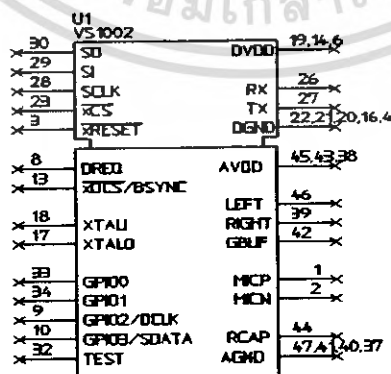 U1
VS1002
30 SO DVDD 19,14,6
29 SI
28 SCLK RX 26
23 XCS TX 27
3 XRESET DGND 22,21,20,16,4
8 DREQ AVDD 45,43,38
13 XDCS/BSYNC
LEFT 46
18 XTALI RIGHT 39
17 XTALO GBUF 42
33 GPIO0 MICP 1
34 GPIO1 MICN 2
9 GPIO2/DCLK
10 GPIO3/SDATA RCAP 44
32 TEST AGND 47,41,40,37